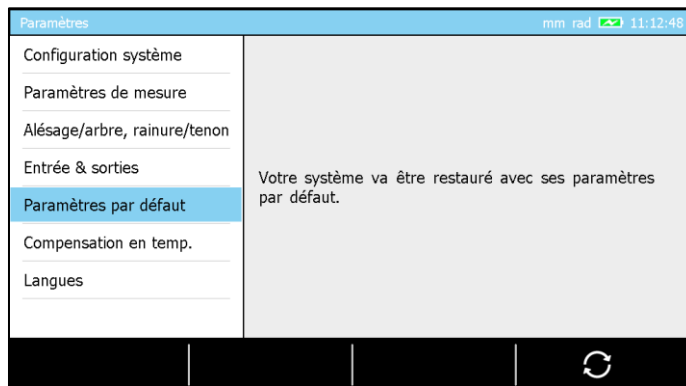 Paramètres
mm rad 11:12:48
Configuration système
Paramètres de mesure
Alésage/arbre, rainure/tenon
Entrée & sorties
Paramètres par défaut
Compensation en temp.
Langues
Votre système va être restauré avec ses paramètres
par défaut.